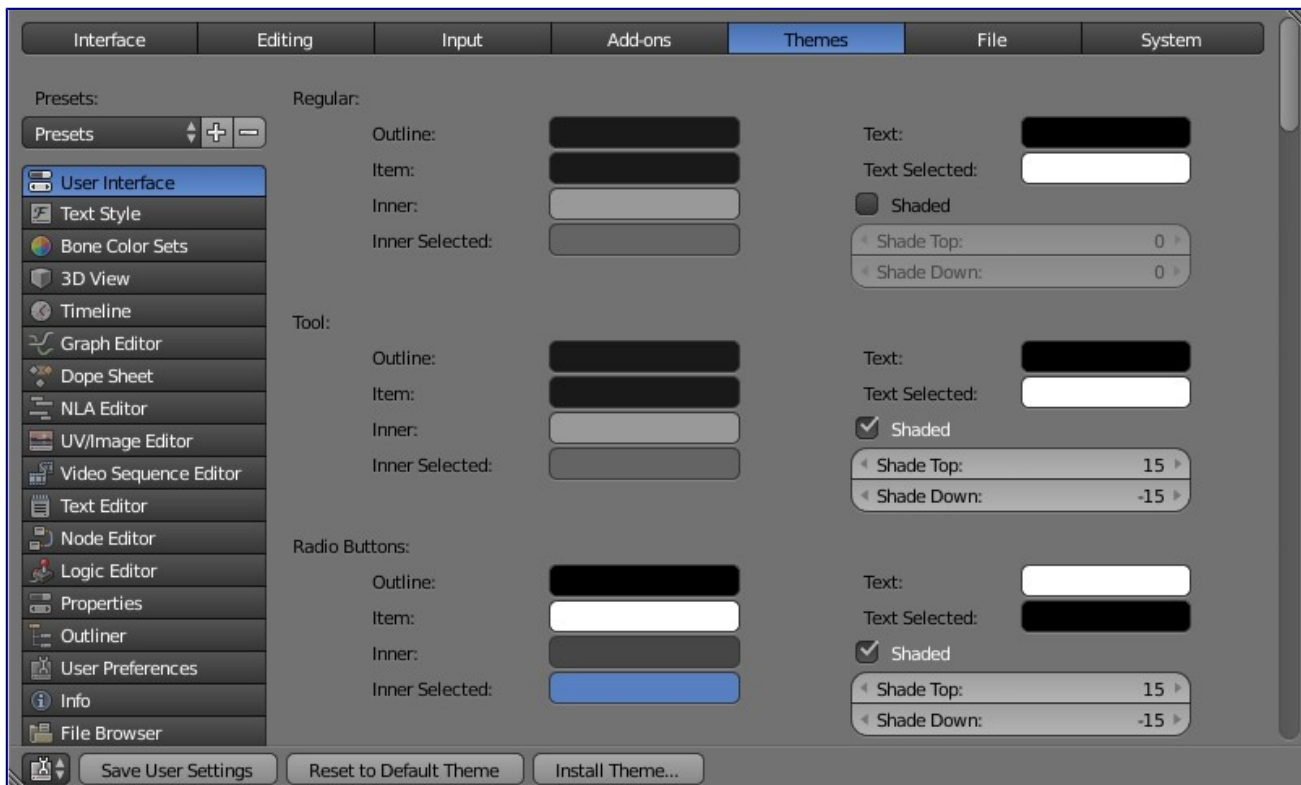 Interface Editing Input Add-ons Themes File System
Presets:
Presets
User Interface
Text Style
Bone Color Sets
3D View
Timeline
Graph Editor
Dope Sheet
NLA Editor
UV/Image Editor
Video Sequence Editor
Text Editor
Node Editor
Logic Editor
Properties
Outliner
User Preferences
Info
File Browser
Regular:
Outline:
Item:
Inner:
Inner Selected:
Text:
Text Selected:
Shaded
Shade Top: 0
Shade Down: 0
Tool:
Outline:
Item:
Inner:
Inner Selected:
Text:
Text Selected:
Shaded
Shade Top: 15
Shade Down: -15
Radio Buttons:
Outline:
Item:
Inner:
Inner Selected:
Text:
Text Selected:
Shaded
Shade Top: 15
Shade Down: -15
Save User Settings Reset to Default Theme Install Theme...